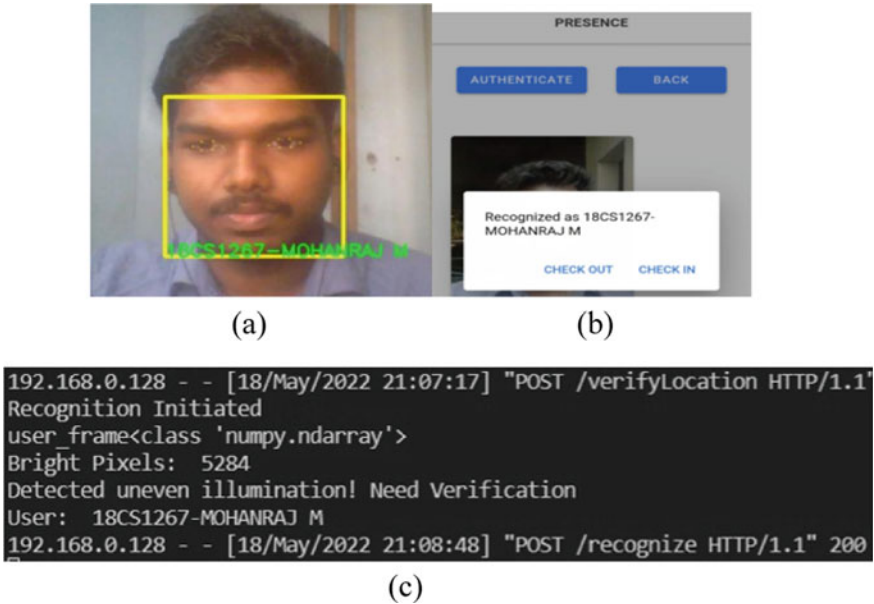 PRESENCE
AUTHENTICATE BACK
18CS1267-MOHANRAJ M
Recognized as 18CS1267-
MOHANRAJ M
CHECK OUT CHECK IN
(a) (b)
192.168.0.128 - - [18/May/2022 21:07:17] "POST /verifyLocation HTTP/1.1"
Recognition Initiated
user_frame<class 'numpy.ndarray'>
Bright Pixels: 5284
Detected uneven illumination! Need Verification
User: 18CS1267-MOHANRAJ M
192.168.0.128 - - [18/May/2022 21:08:48] "POST /recognize HTTP/1.1" 200
(c)